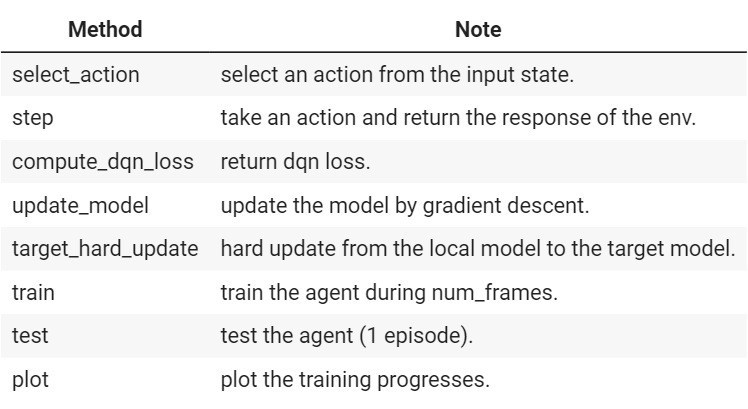 Method Note
select_action select an action from the input state.
step take an action and return the response of the env.
compute_dqn_loss return dqn loss.
update_model update the model by gradient descent.
target_hard_update hard update from the local model to the target model.
train train the agent during num_frames.
test test the agent (1 episode).
plot plot the training progresses.